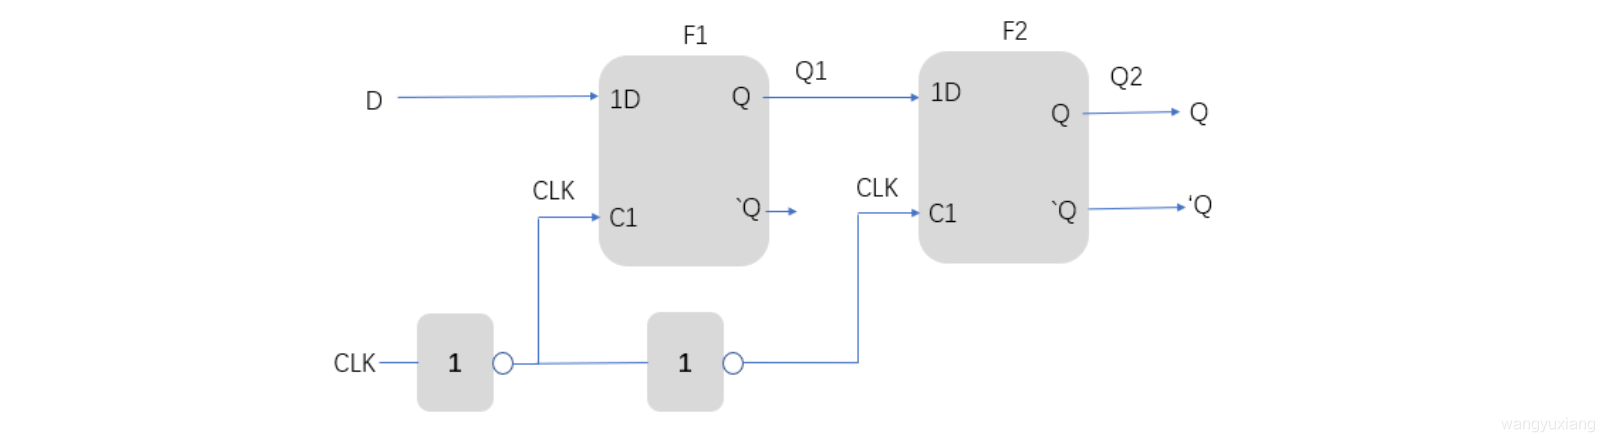 F1
F2
D
1D
Q
Q1
1D
Q2
Q
Q
CLK
C1
`Q
CLK
C1
`Q
‘Q
CLK
1
1
wangyuxiang